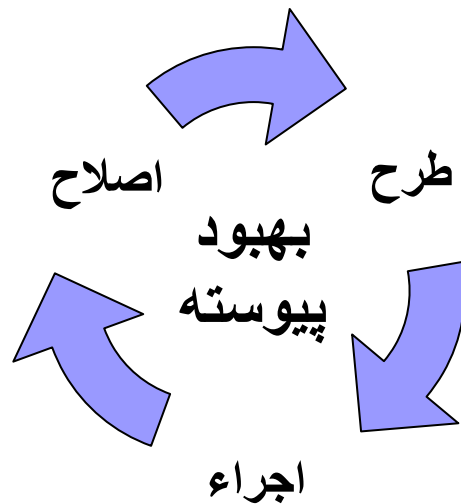 طرح
اصلاح
بهبود
پیوسته
اجراء